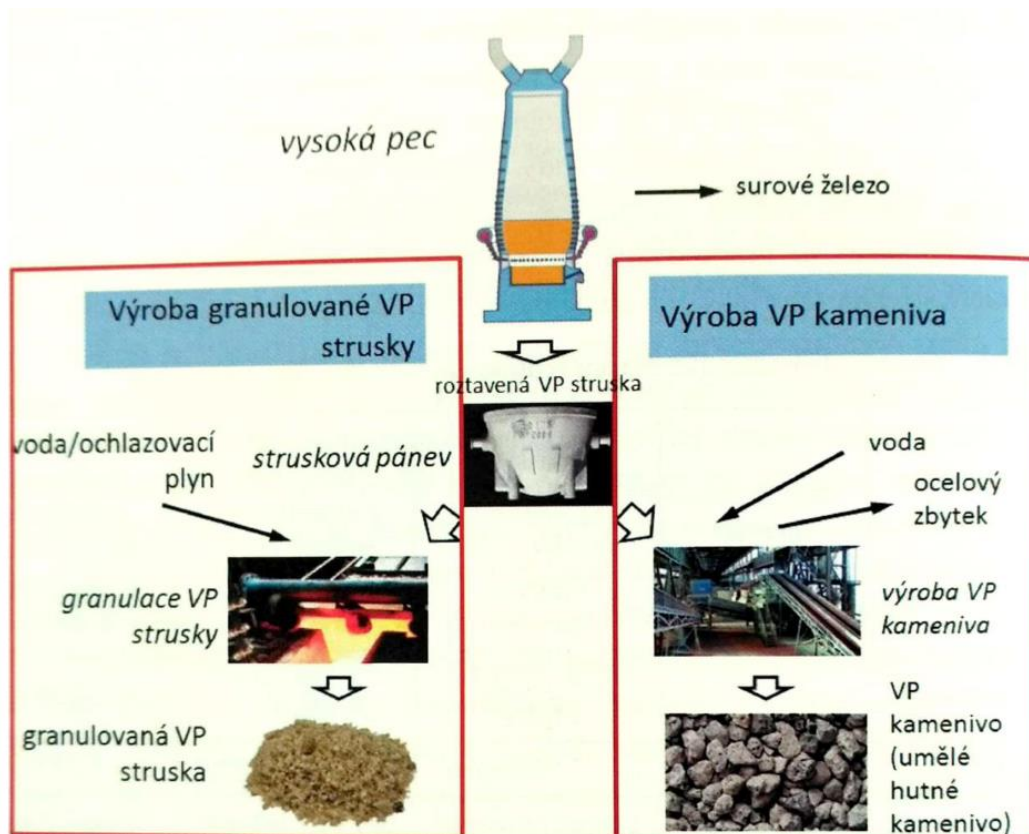 vysoká pec
surové železo
Výroba granulované VP
strusky
Výroba VP kameniva
roztavená VP struska
voda/ochlazovací
plyn
strusková pánev
voda
ocelový
zbytek
granulace VP
strusky
výroba VP
kameniva
granulovaná VP
struska
VP
kamenivo
(umělé
hutné
kamenivo)